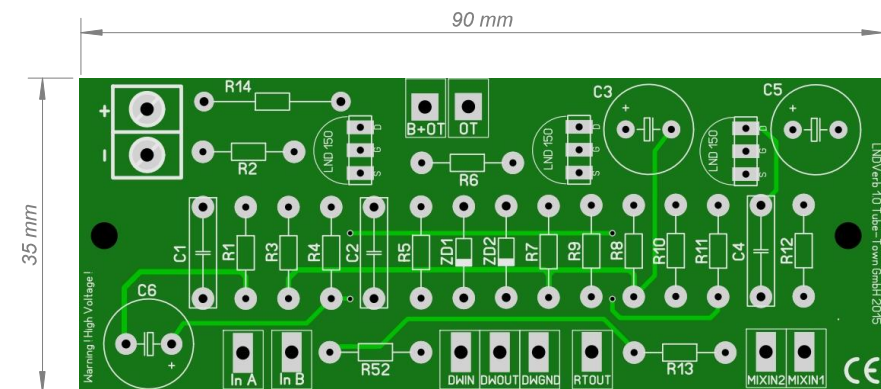 90 mm
35 mm
+
R14
B+OT
OT
C3
+
C5
+
-
R2
LND 150
D
G
S
R6
LND 150
D
G
S
LND 150
D
G
S
C1
R1
R3
R4
C2
R5
ZD1
ZD2
R7
R9
R8
R10
R11
C4
R12
LNDVerb 10 Tube-Town GmbH 2015
Warning! High Voltage!
C6
+
In A
In B
R52
DWIN
DWOUT
DWGND
RTOUT
R13
MIXIN2
MIXIN1
CE